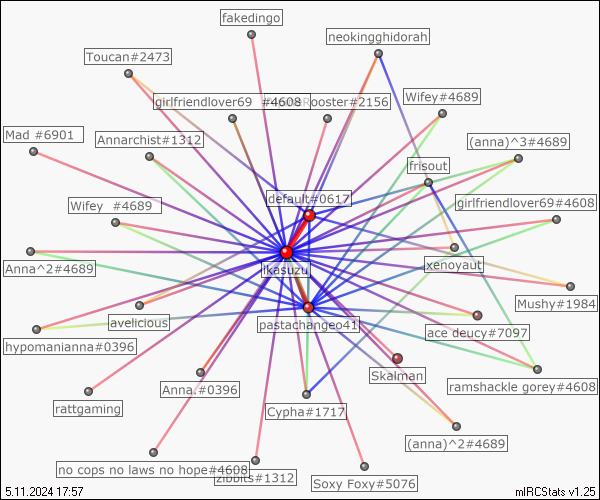 fakedingo
neokingghidorah
Toucan#2473
girlfriendlover69 #4608
Rooster#2156
Wifey#4689
Mad #6901
Annarchist#1312
(anna)^3#4689
frisout
default#0617
Wifey #4689
girlfriendlover69#4608
Anna^2#4689
ikasuzu
xenoyaut
Mushy#1984
avelicious
pastachangeo41
hypomanianna#0396
ace deucy#7097
Skalman
Anna.#0396
ramshackle gorey#4608
rattgaming
Cypha#1717
(anna)^2#4689
no cops no laws no hope#4608
zibbits#1312
Soxy Foxy#5076
5.11.2024 17:57
mIRCStats v1.25